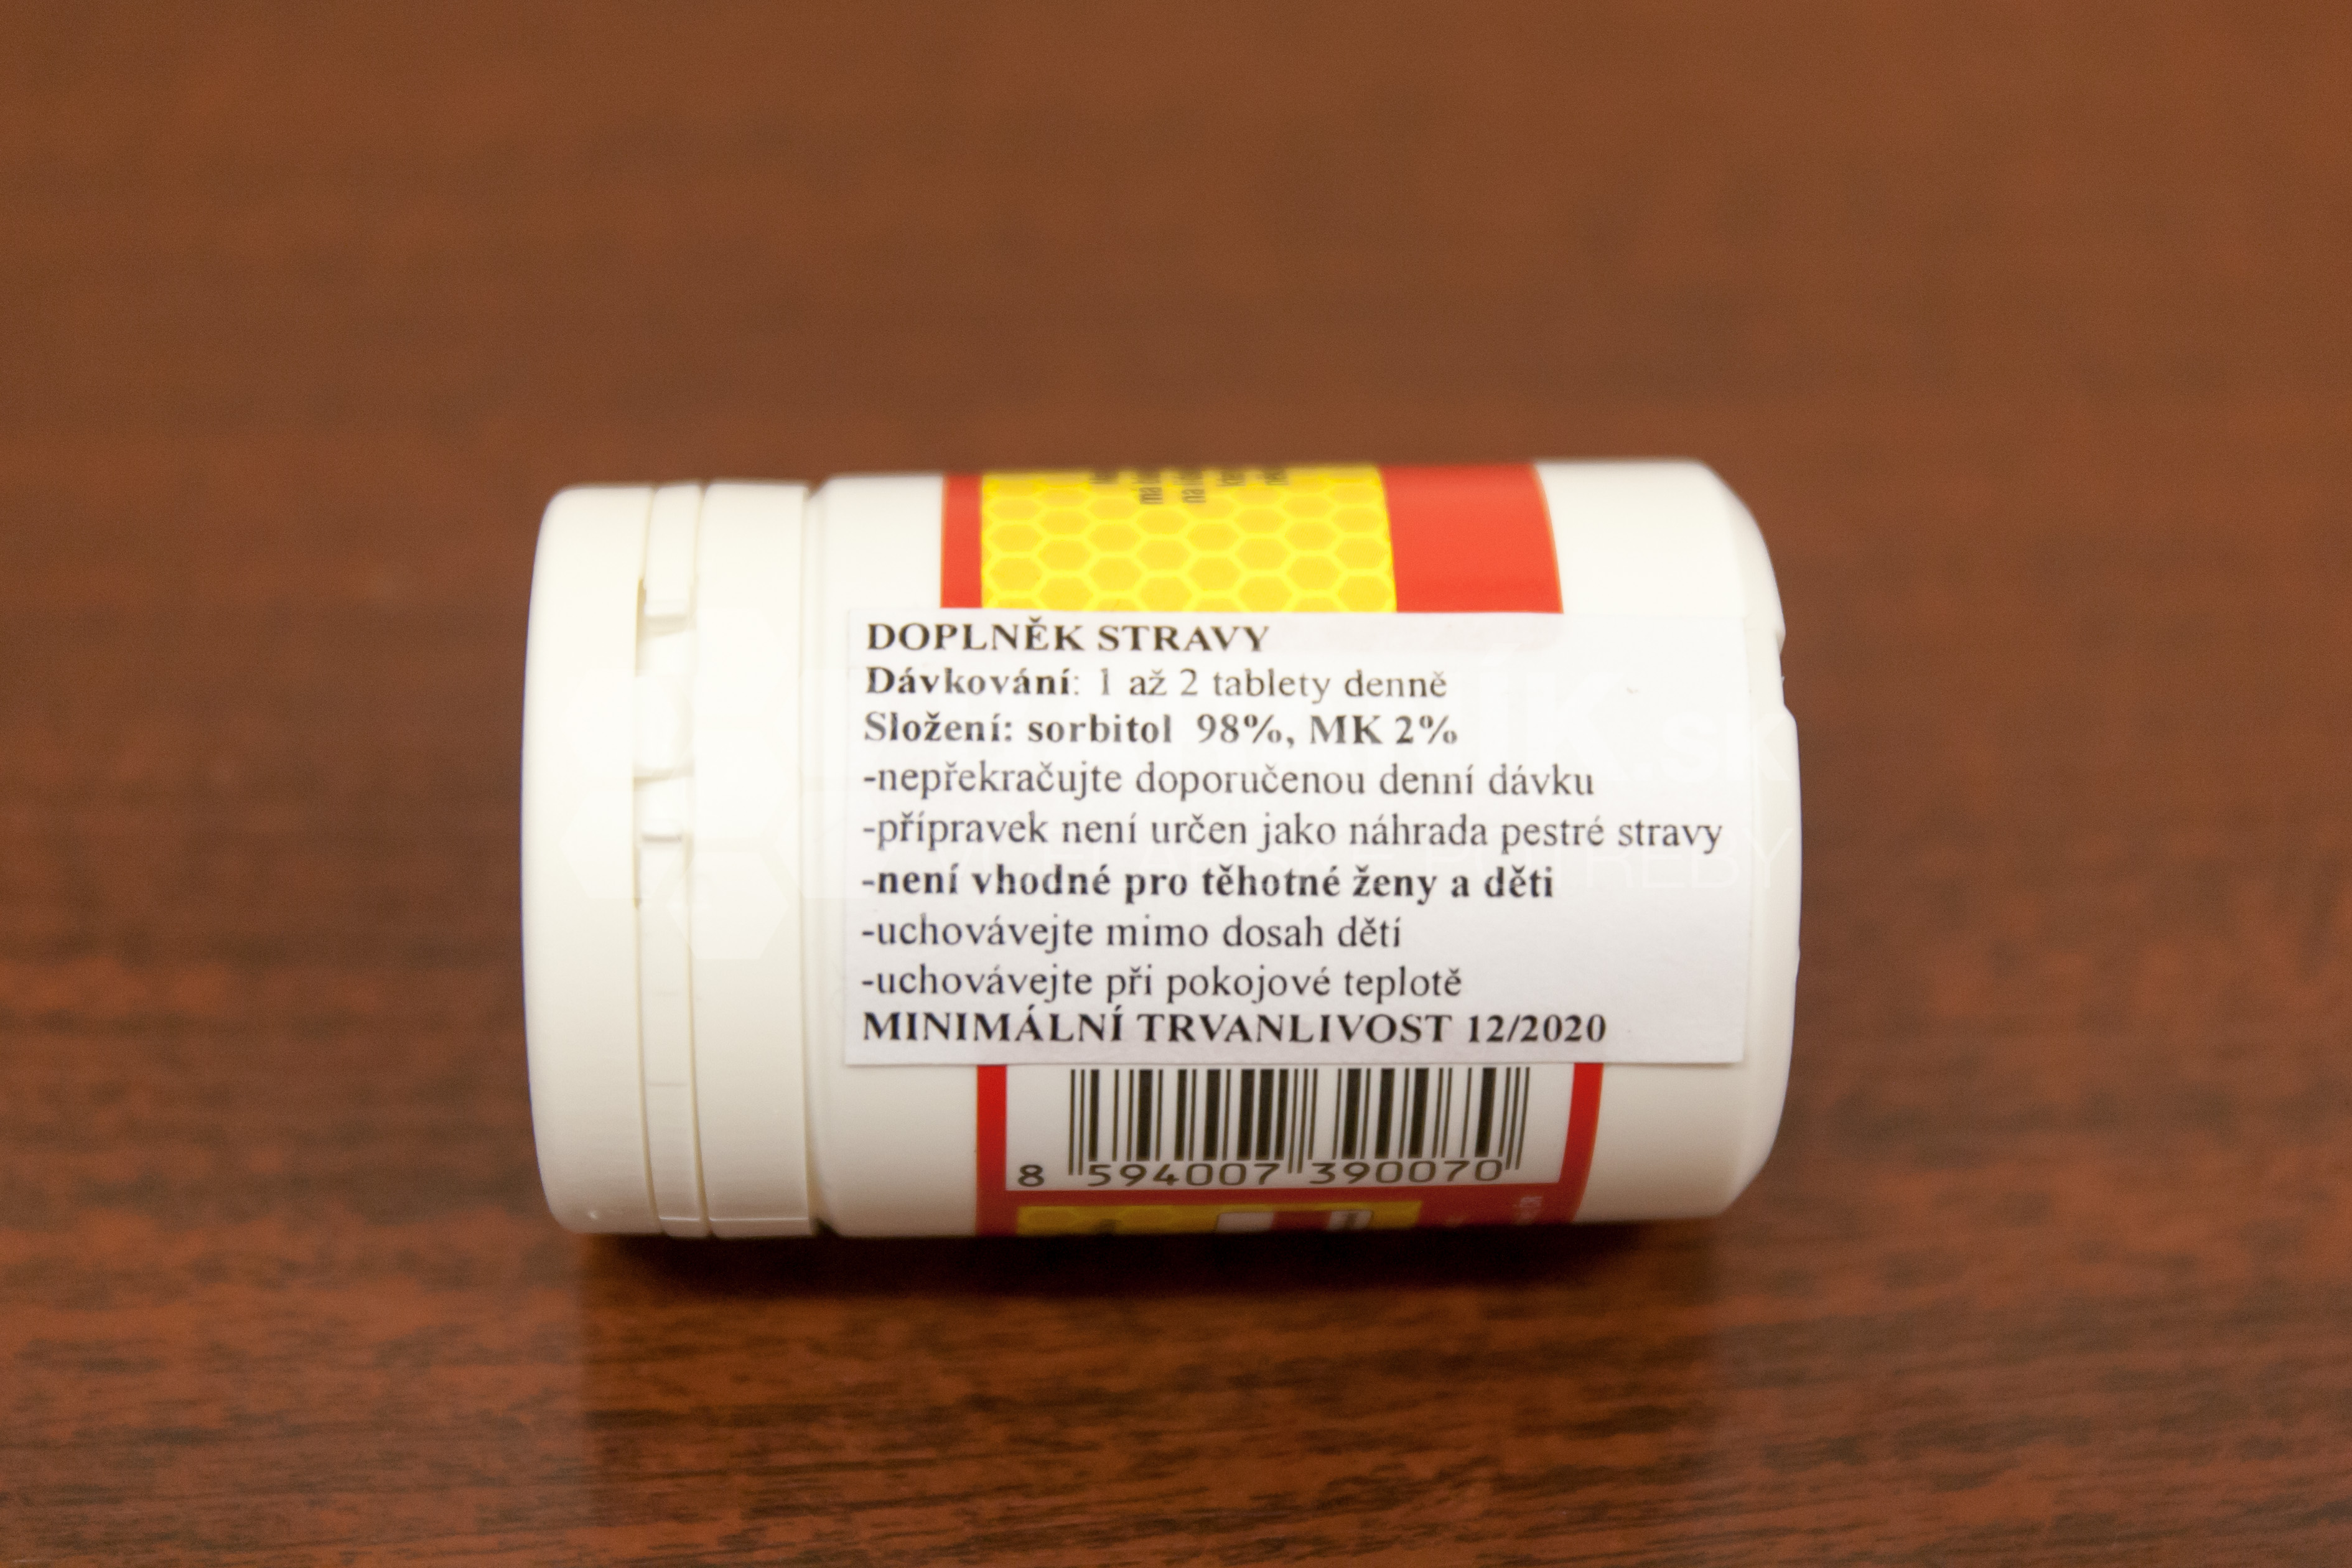 DOPLNĚK STRAVY
Dávkování: 1 až 2 tablety denně
Složení: sorbitol 98%, MK 2%
-nepřekračujte doporučenou denní dávku
-přípravek není určen jako náhrada pestré stravy
-není vhodné pro těhotné ženy a děti
-uchovávejte mimo dosah dětí
-uchovávejte při pokojové teplotě
MINIMÁLNÍ TRVANLIVOST 12/2020
8 594007 390070